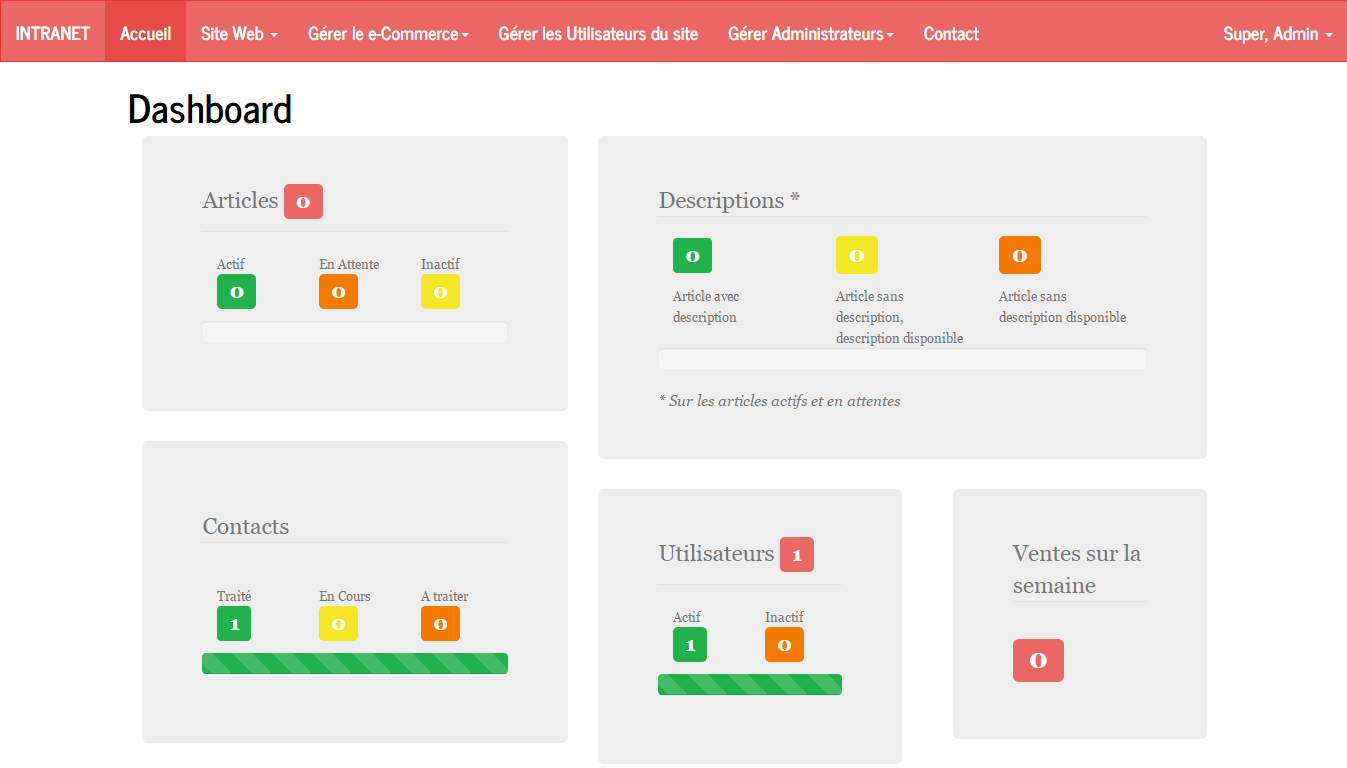 INTRANET Accueil Site Web Gérer le e-Commerce Gérer les Utilisateurs du site Gérer Administrateurs Contact Super, Admin
Dashboard
Articles 0
Actif En Attente Inactif
0 0 0
Descriptions *
0 0 0
Article avec description
Article sans description, description disponible
Article sans description disponible
* Sur les articles actifs et en attentes
Contacts
Traité En Cours A traiter
1 0 0
Utilisateurs 1
Actif Inactif
1 0
Ventes sur la
semaine
0